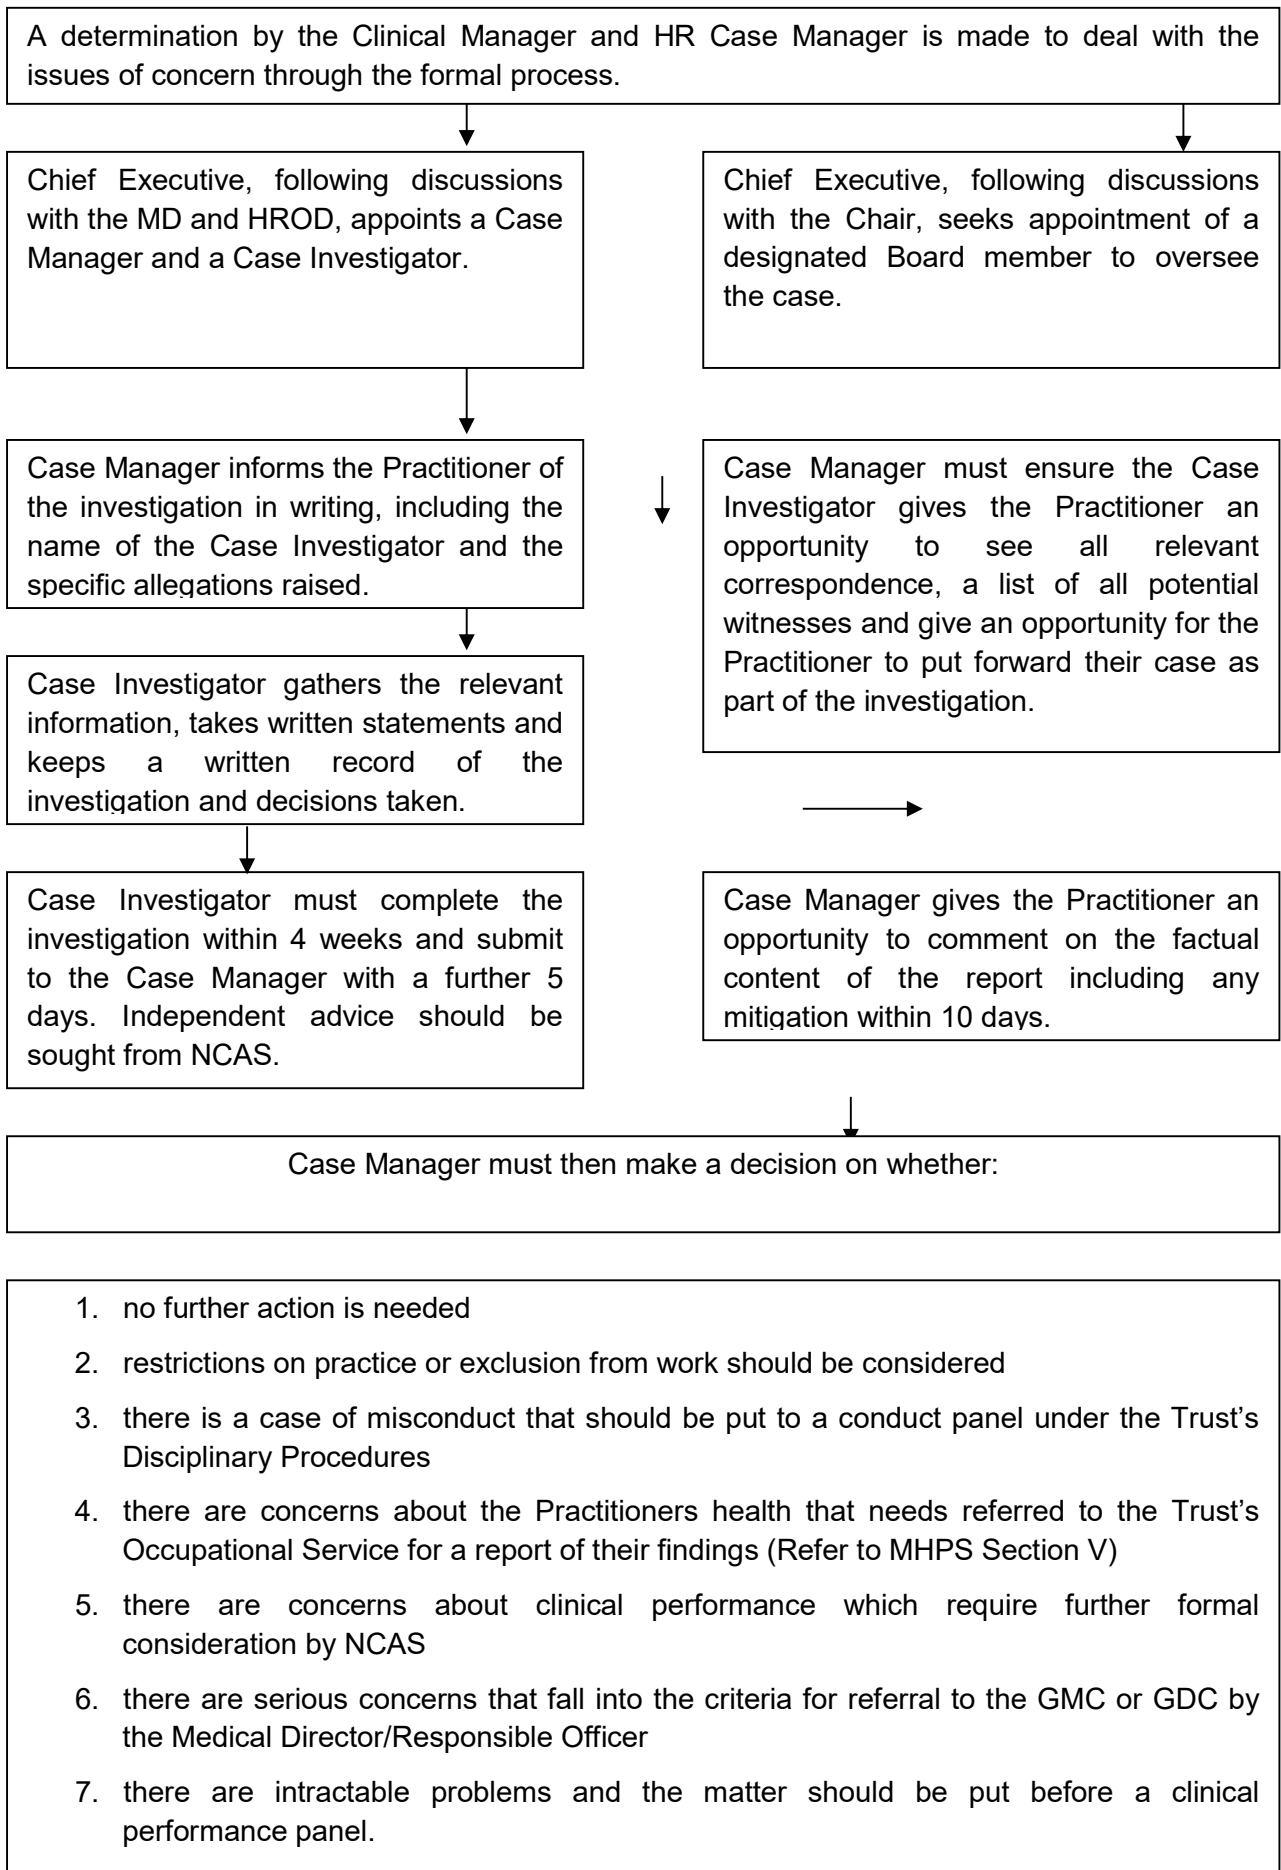 A determination by the Clinical Manager and HR Case Manager is made to deal with the
issues of concern through the formal process.
Chief Executive, following discussions
with the MD and HROD, appoints a Case
Manager and a Case Investigator.
Chief Executive, following discussions
with the Chair, seeks appointment of a
designated Board member to oversee
the case.
Case Manager informs the Practitioner of
the investigation in writing, including the
name of the Case Investigator and the
specific allegations raised.
Case Manager must ensure the Case
Investigator gives the Practitioner an
opportunity to see all relevant
correspondence, a list of all potential
witnesses and give an opportunity for the
Practitioner to put forward their case as
part of the investigation.
Case Investigator gathers the relevant
information, takes written statements and
keeps a written record of the
investigation and decisions taken.
Case Investigator must complete the
investigation within 4 weeks and submit
to the Case Manager with a further 5
days. Independent advice should be
sought from NCAS.
Case Manager gives the Practitioner an
opportunity to comment on the factual
content of the report including any
mitigation within 10 days.
Case Manager must then make a decision on whether:
1. no further action is needed
2. restrictions on practice or exclusion from work should be considered
3. there is a case of misconduct that should be put to a conduct panel under the Trust's
Disciplinary Procedures
4. there are concerns about the Practitioners health that needs referred to the Trust's
Occupational Service for a report of their findings (Refer to MHPS Section V)
5. there are concerns about clinical performance which require further formal
consideration by NCAS
6. there are serious concerns that fall into the criteria for referral to the GMC or GDC by
the Medical Director/Responsible Officer
7. there are intractable problems and the matter should be put before a clinical
performance panel.